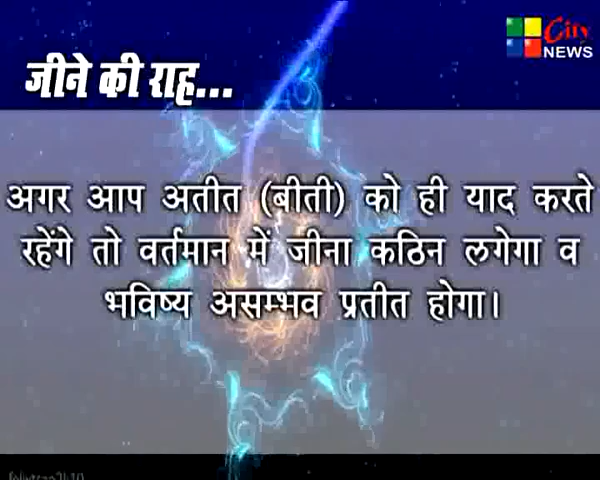 City
NEWS
जीने की राह...
अगर आप अतीत (बीती) को ही याद करते
रहेंगे तो वर्तमान में जीना कठिन लगेगा व
भविष्य असम्भव प्रतीत होगा।